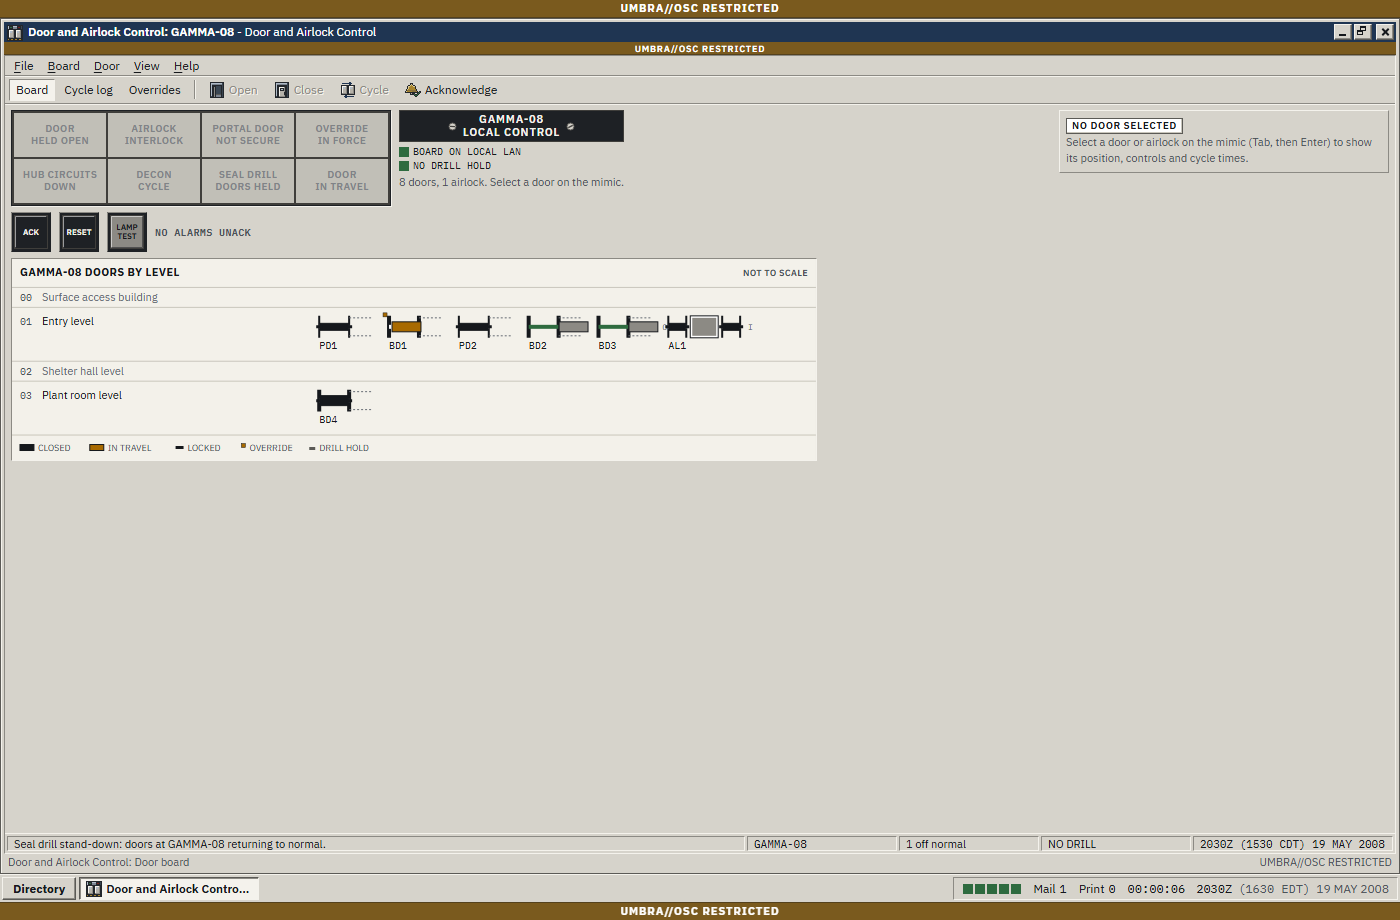 UMBRA//OSC RESTRICTED
Door and Airlock Control: GAMMA-08 - Door and Airlock Control
UMBRA//OSC RESTRICTED
File Board Door View Help
Board Cycle log Overrides Open Close Cycle Acknowledge
DOOR HELD OPEN
AIRLOCK INTERLOCK
PORTAL DOOR NOT SECURE
OVERRIDE IN FORCE
HUB CIRCUITS DOWN
DECON CYCLE
SEAL DRILL DOORS HELD
DOOR IN TRAVEL
GAMMA-08
LOCAL CONTROL
BOARD ON LOCAL LAN
NO DRILL HOLD
8 doors, 1 airlock. Select a door on the mimic.
NO DOOR SELECTED
Select a door or airlock on the mimic (Tab, then Enter) to show
its position, controls and cycle times.
ACK RESET LAMP TEST NO ALARMS UNACK
GAMMA-08 DOORS BY LEVEL NOT TO SCALE
00 Surface access building
01 Entry level
PD1 BD1 PD2 BD2 BD3 AL1
02 Shelter hall level
03 Plant room level
BD4
CLOSED IN TRAVEL LOCKED OVERRIDE DRILL HOLD
Seal drill stand-down: doors at GAMMA-08 returning to normal. GAMMA-08 1 off normal NO DRILL 2030Z (1530 CDT) 19 MAY 2008
Door and Airlock Control: Door board UMBRA//OSC RESTRICTED
Directory Door and Airlock Contro... Mail 1 Print 0 00:00:06 2030Z (1630 EDT) 19 MAY 2008
UMBRA//OSC RESTRICTED